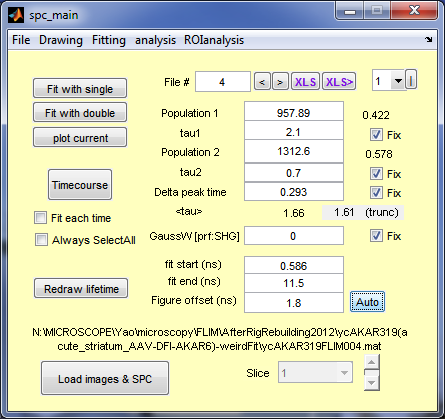 spc_main
File Drawing Fitting analysis ROIanalysis
Fit with single
File # 4 < > XLS XLS> 1 |
Fit with double
Population 1 957.89 0.422
plot current
tau1 2.1 Fix
Population 2 1312.6 0.578
Timecourse
tau2 0.7 Fix
Delta peak time 0.293 Fix
Fit each time
<tau> 1.66 1.61 (trunc)
Always SelectAll
GaussW [prf:SHG] 0 Fix
fit start (ns) 0.586
fit end (ns) 11.5
Redraw lifetime
Figure offset (ns) 1.8 Auto
N:\MICROSCOPE\Yao\microscopy\FLIM\AfterRigRebuilding2012\ycAKAR319(a
cute_striatum_AAV-DFI-AKAR6)-weirdFit\ycAKAR319FLIM004.mat
Load images & SPC
Slice 1